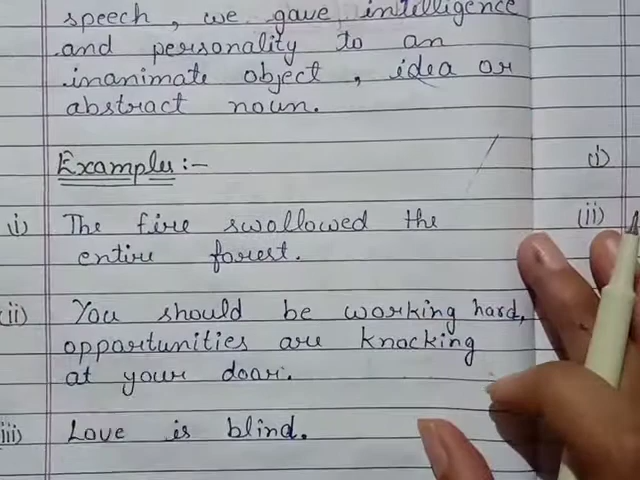 speech, we gave intelligence
and personality to an
inanimate object, idea or
abstract noun.
Examples:-
(i)
i) The fire swollowed the
(ii)
entire forest.
(ii) You should be working hard,
opportunities are knocking
at your door.
iii) Love is blind.